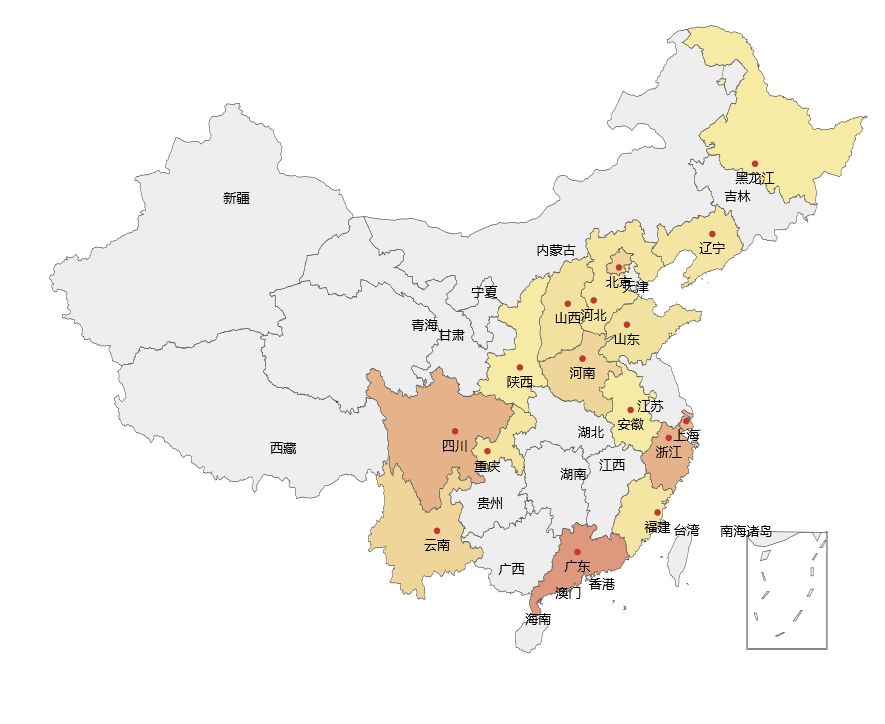 黑龙江
吉林
新疆
辽宁
内蒙古
北京
天津
宁夏
山西
河北
青海
甘肃
山东
河南
陕西
江苏
安徽
湖北
上海
四川
西藏
浙江
重庆
江西
湖南
贵州
福建
台湾
南海诸岛
云南
广东
广西
香港
澳门
海南